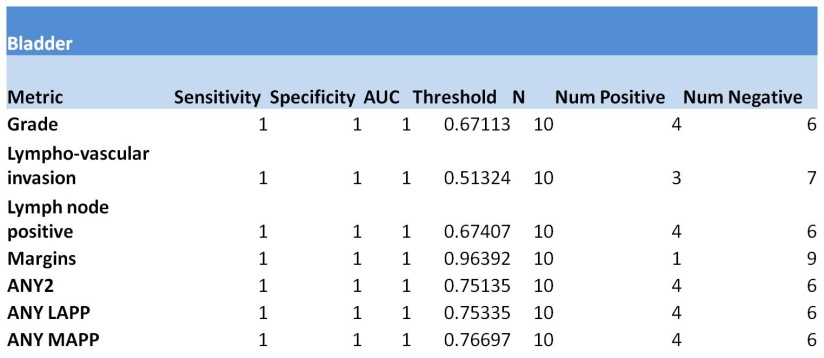 Bladder
Metric Sensitivity Specificity AUC Threshold N Num Positive Num Negative
Grade 1 1 1 0.67113 10 4 6
Lympho-vascular
invasion 1 1 1 0.51324 10 3 7
Lymph node
positive 1 1 1 0.67407 10 4 6
Margins 1 1 1 0.96392 10 1 9
ANY2 1 1 1 0.75135 10 4 6
ANY LAPP 1 1 1 0.75335 10 4 6
ANY MAPP 1 1 1 0.76697 10 4 6